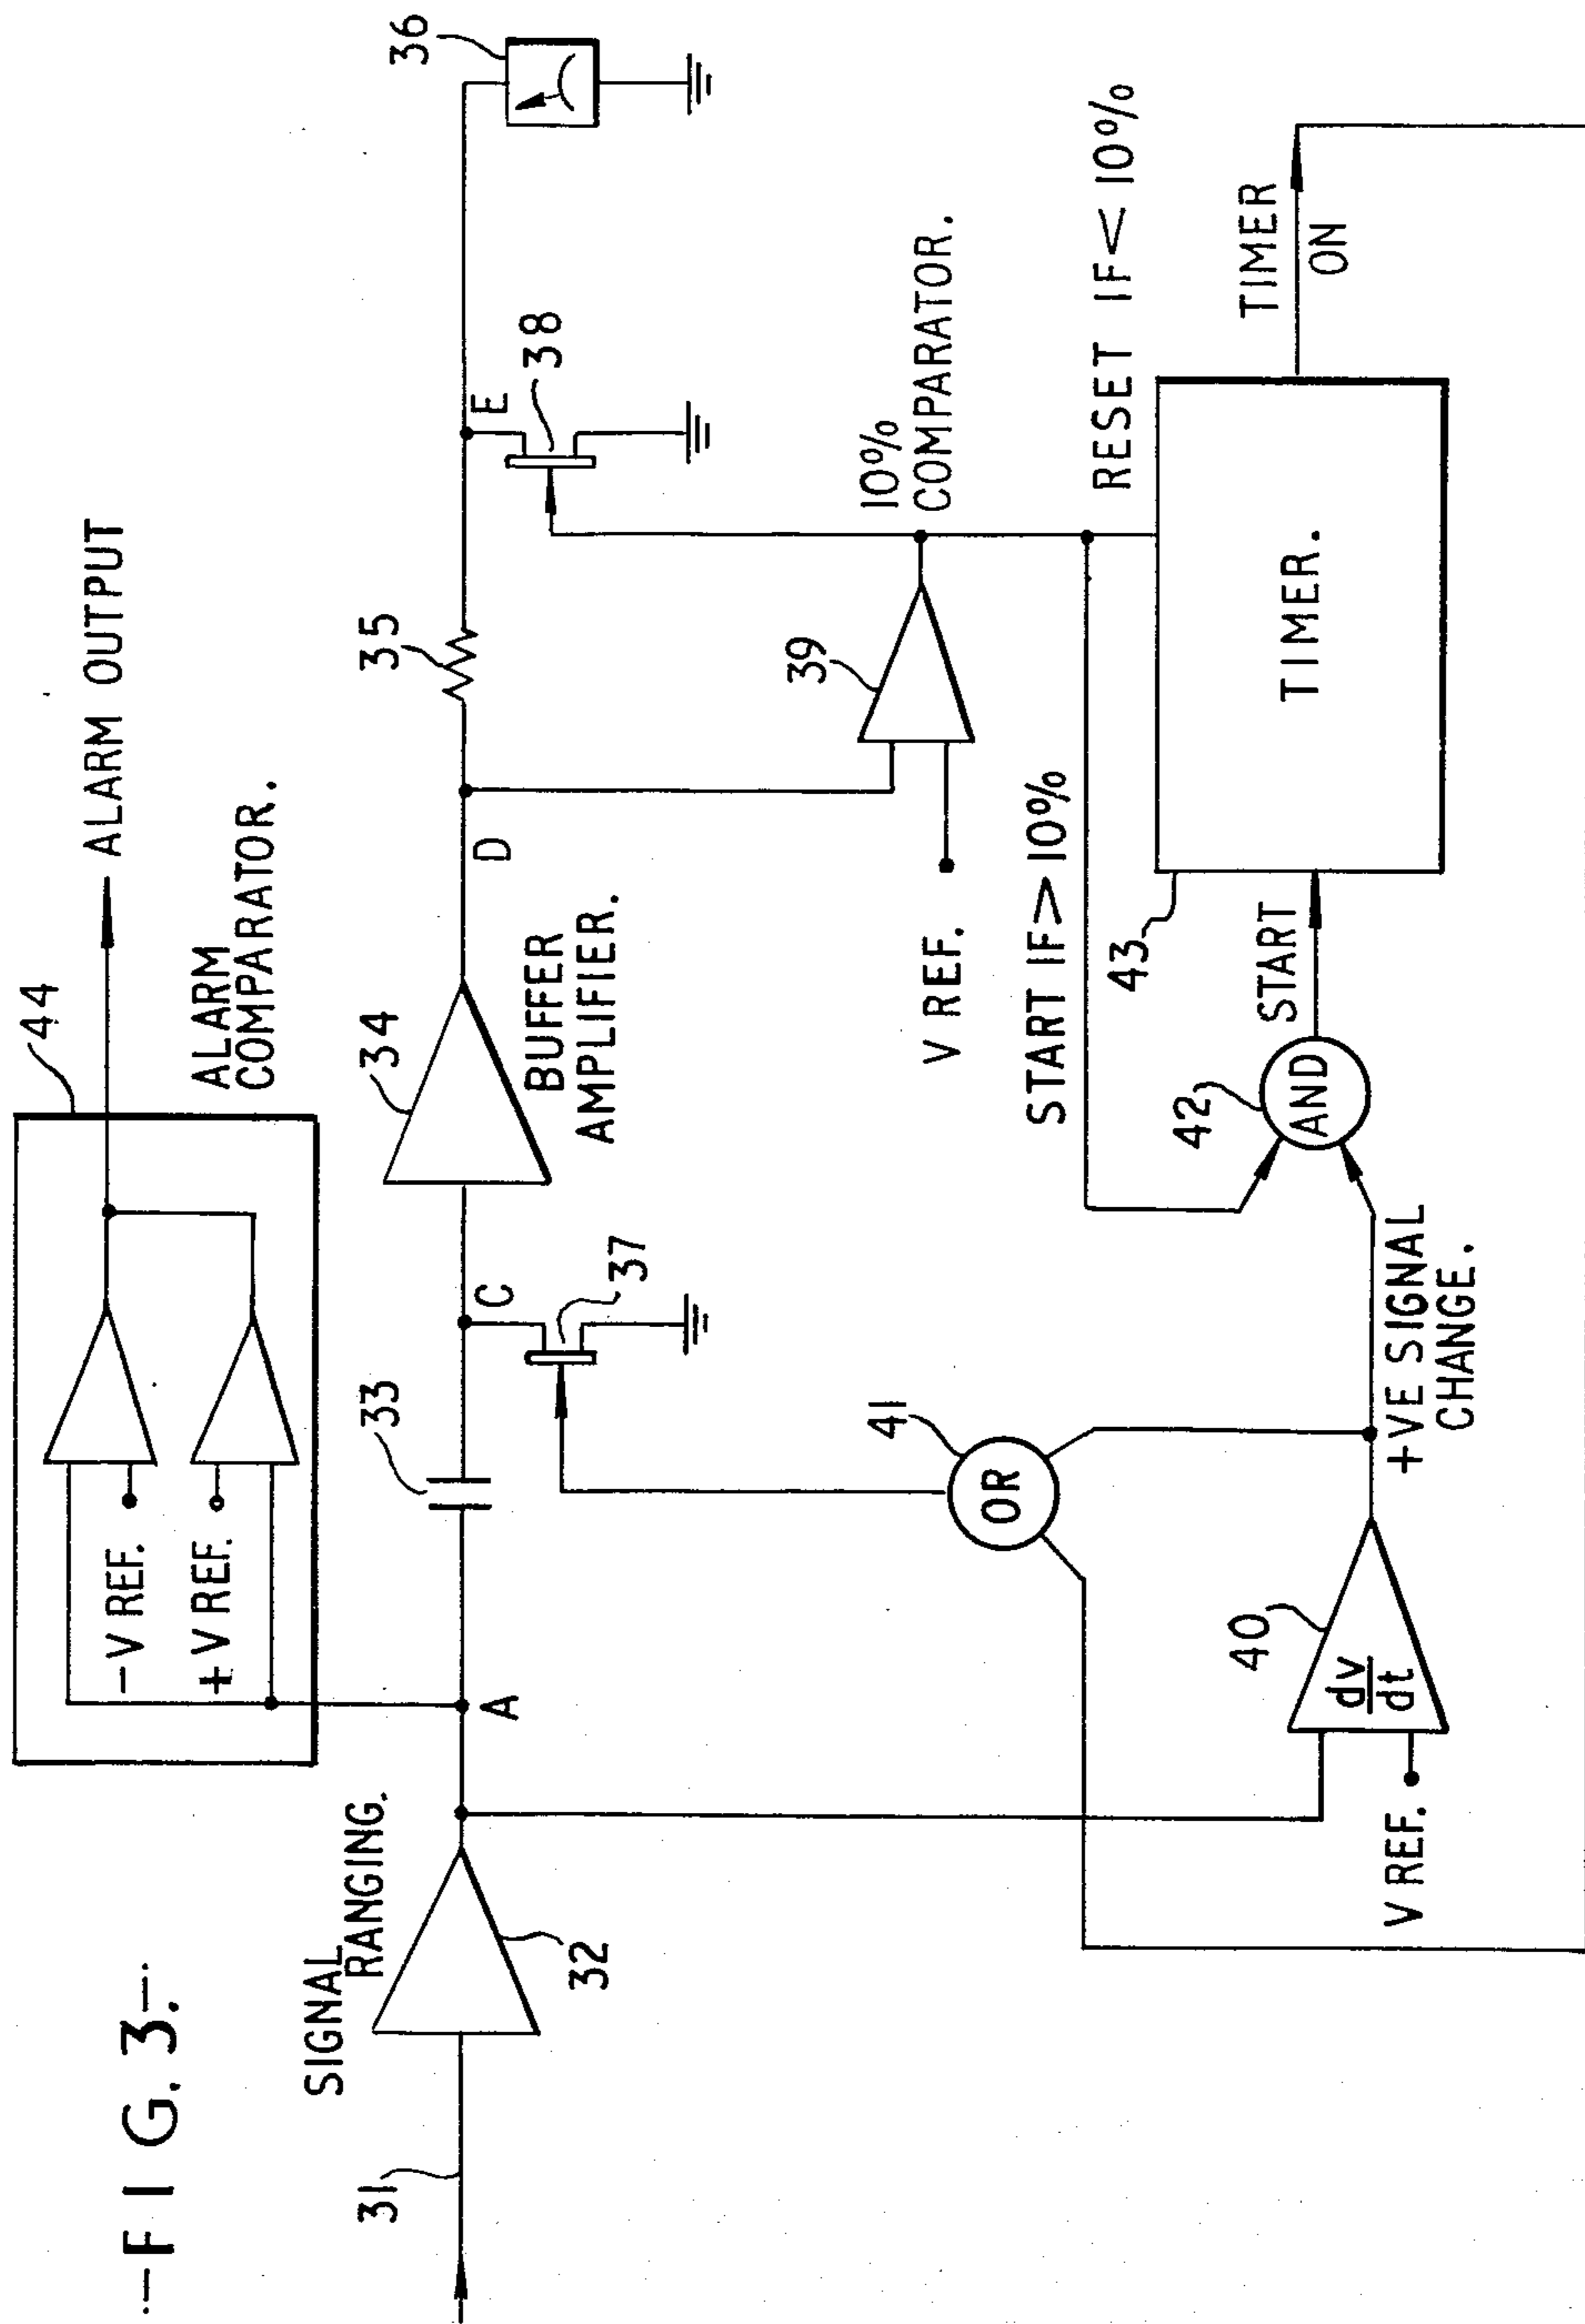 FIG. 3.
44
ALARM OUTPUT
ALARM
COMPARATOR.
-V REF.
+V REF.
SIGNAL
RANGING.
31
32
A
33
C
37
34
BUFFER
AMPLIFIER.
D
35
E
38
36
39
10%
COMPARATOR.
V REF.
START IF > 10%
RESET IF < 10%
41
OR
40
dv
dt
V REF.
+VE SIGNAL
CHANGE.
42
AND
START
43
TIMER.
TIMER
ON